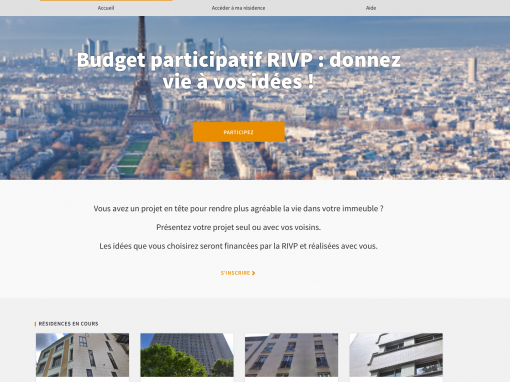 Accueil
Accéder à ma résidence
Aide
Budget participatif RIVP : donnez
vie à vos idées !
PARTICIPEZ
Vous avez un projet en tête pour rendre plus agréable la vie dans votre immeuble ?
Présentez votre projet seul ou avec vos voisins.
Les idées que vous choisirez seront financées par la RIVP et réalisées avec vous.
S'INSCRIRE
RÉSIDENCES EN COURS